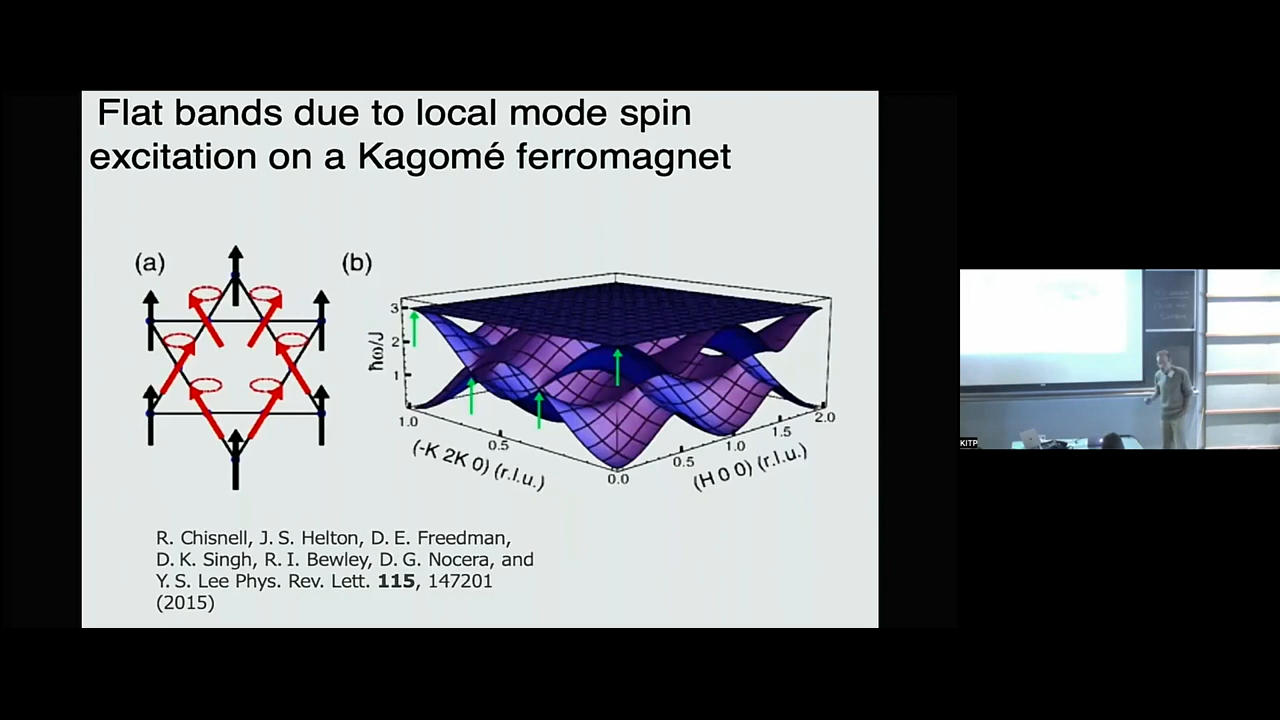 Flat bands due to local mode spin
excitation on a Kagomé ferromagnet
(a)
(b)
3
2
1
ħω/J
1.0
0.5
(-K 2K 0) (r.l.u.)
0.0
0.5
1.0
1.5
2.0
(H 0 0) (r.l.u.)
R. Chisnell, J. S. Helton, D. E. Freedman,
D. K. Singh, R. I. Bewley, D. G. Nocera, and
Y. S. Lee Phys. Rev. Lett. 115, 147201
(2015)
KITP